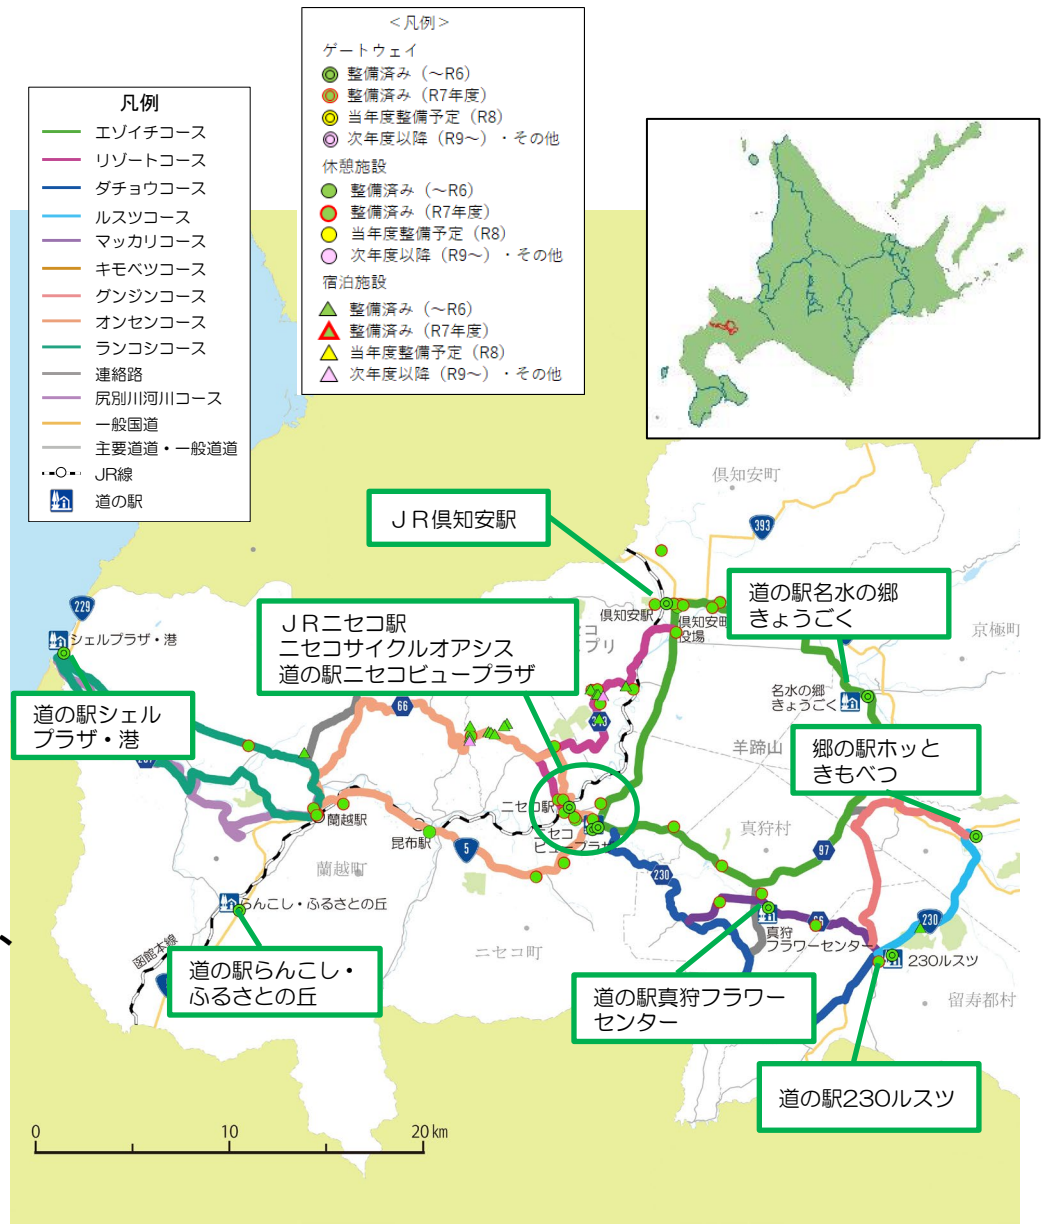 <凡例>
ゲートウェイ
整備済み（～R6）
整備済み（R7年度）
当年度整備予定（R8）
次年度以降（R9～）・その他
休憩施設
整備済み（～R6）
整備済み（R7年度）
当年度整備予定（R8）
次年度以降（R9～）・その他
宿泊施設
整備済み（～R6）
整備済み（R7年度）
当年度整備予定（R8）
次年度以降（R9～）・その他
凡例
エゾイチコース
リゾートコース
ダチョウコース
ルスツコース
マッカリコース
キモベツコース
グンジンコース
オンセンコース
ランコシコース
連絡路
尻別川河川コース
一般国道
主要道道・一般道道
JR線
道の駅
倶知安町
393
ＪＲ倶知安駅
道の駅名水の郷
きょうごく
229
シェルプラザ・港
ＪＲニセコ駅
ニセコサイクルオアシス
道の駅ニセコビュープラザ
倶知安駅
倶知安町
役場
京極町
名水の郷
きょうごく
道の駅シェル
プラザ・港
66
羊蹄山
郷の駅ホッと
きもべつ
ニセコ駅
ニセコ
ビュープラザ
蘭越駅
昆布駅
5
真狩村
97
230
蘭越町
らんこし・ふるさとの丘
函館本線
ニセコ町
66
230
真狩
フラワーセンター
230ルスツ
留寿都村
道の駅らんこし・
ふるさとの丘
道の駅真狩フラワー
センター
道の駅230ルスツ
0
10
20km